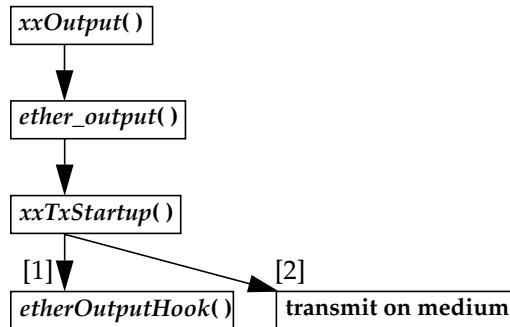 xxOutput( )
ether_output( )
xxTxStartup( )
[1] [2]
etherOutputHook( ) transmit on medium